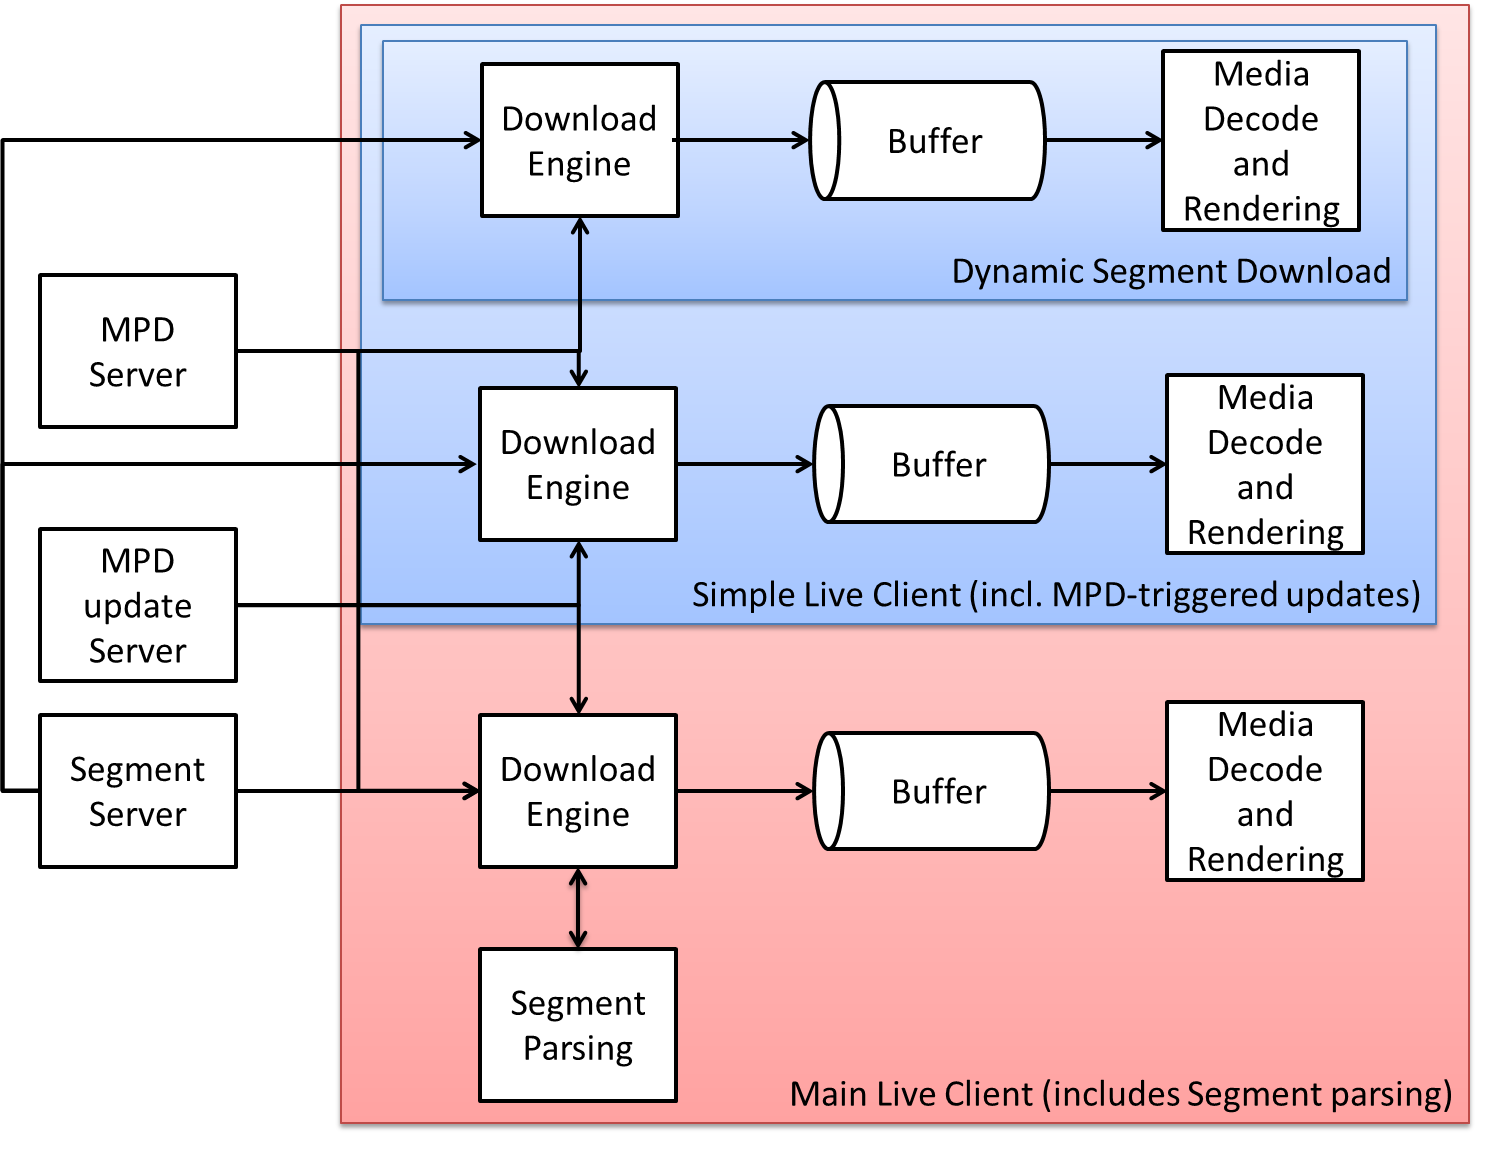 Download
Engine
Buffer
Media
Decode
and
Rendering
Dynamic Segment Download
MPD
Server
Download
Engine
Buffer
Media
Decode
and
Rendering
Simple Live Client (incl. MPD-triggered updates)
MPD
update
Server
Segment
Server
Download
Engine
Buffer
Media
Decode
and
Rendering
Segment
Parsing
Main Live Client (includes Segment parsing)